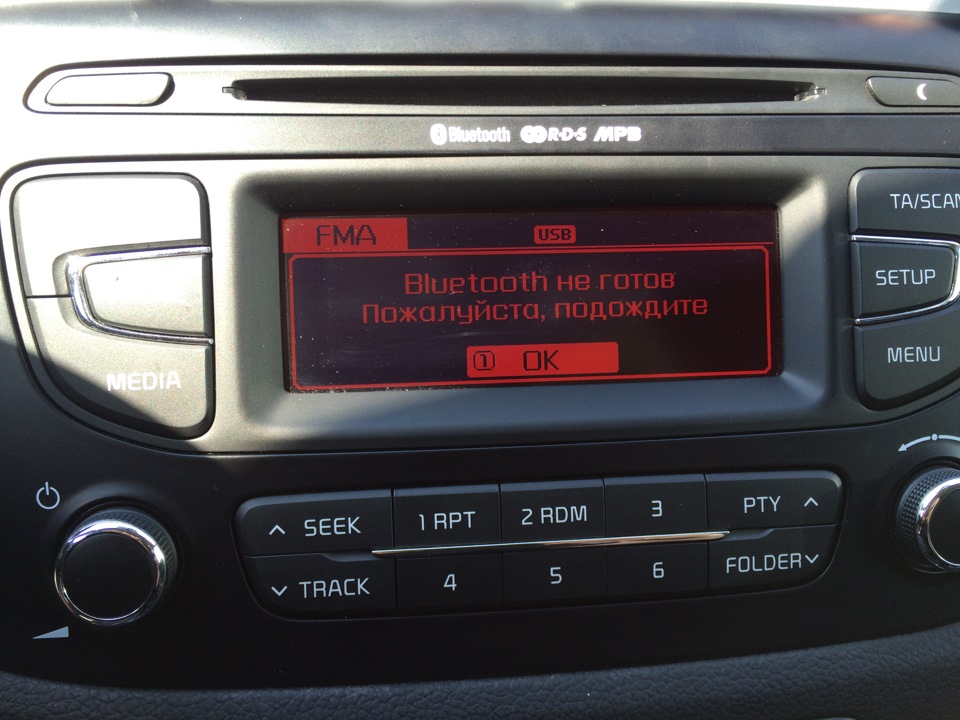 Bluetooth R·D·S MP3
TA/SCAN
FMA USB
Bluetooth не готов
Пожалуйста, подождите
1 OK
SETUP
MENU
MEDIA
SEEK 1 RPT 2 RDM 3 PTY
TRACK 4 5 6 FOLDER